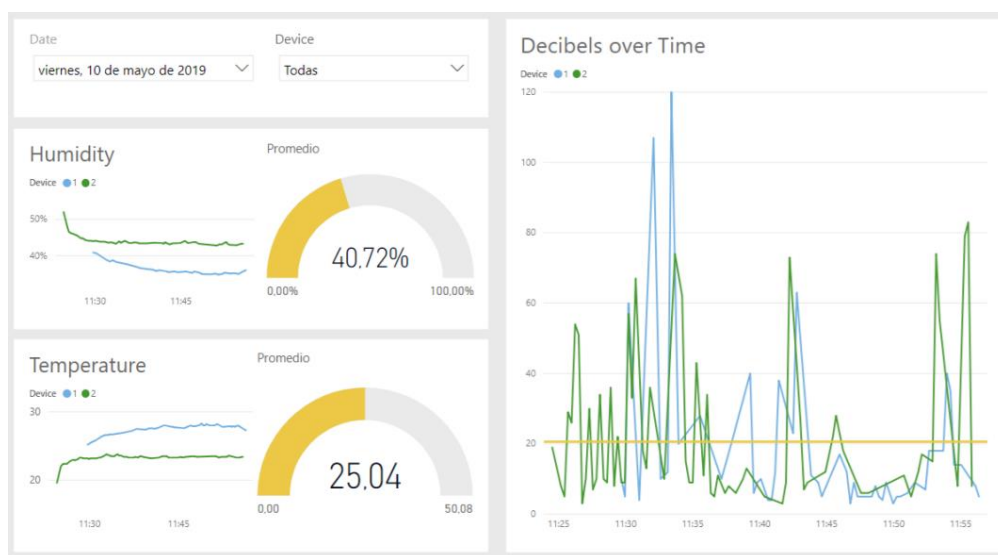 Date
viernes, 10 de mayo de 2019
Device
Todas
Humidity
Device 1 2
50%
40%
11:30 11:45
Promedio
40,72%
0,00% 100,00%
Temperature
Device 1 2
30
20
11:30 11:45
Promedio
25,04
0,00 50,08
Decibels over Time
Device 1 2
120
100
80
60
40
20
0
11:25 11:30 11:35 11:40 11:45 11:50 11:55